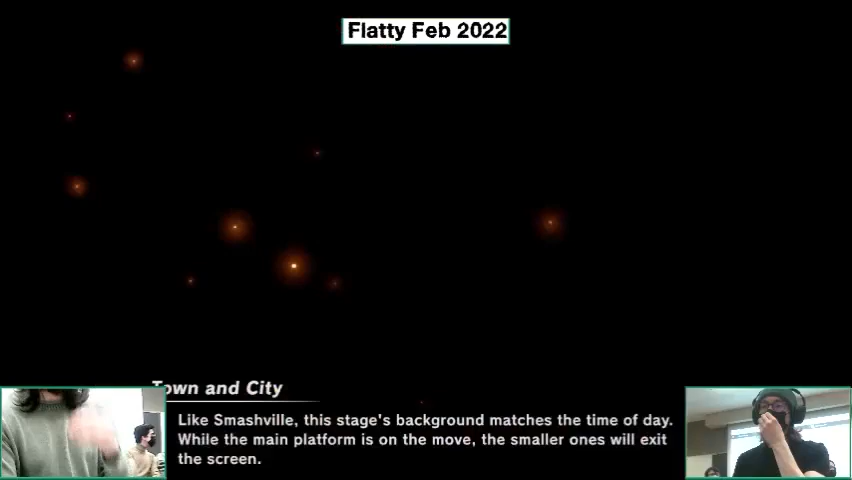 Flatty Feb 2022
Town and City
Like Smashville, this stage's background matches the time of day.
While the main platform is on the move, the smaller ones will exit
the screen.